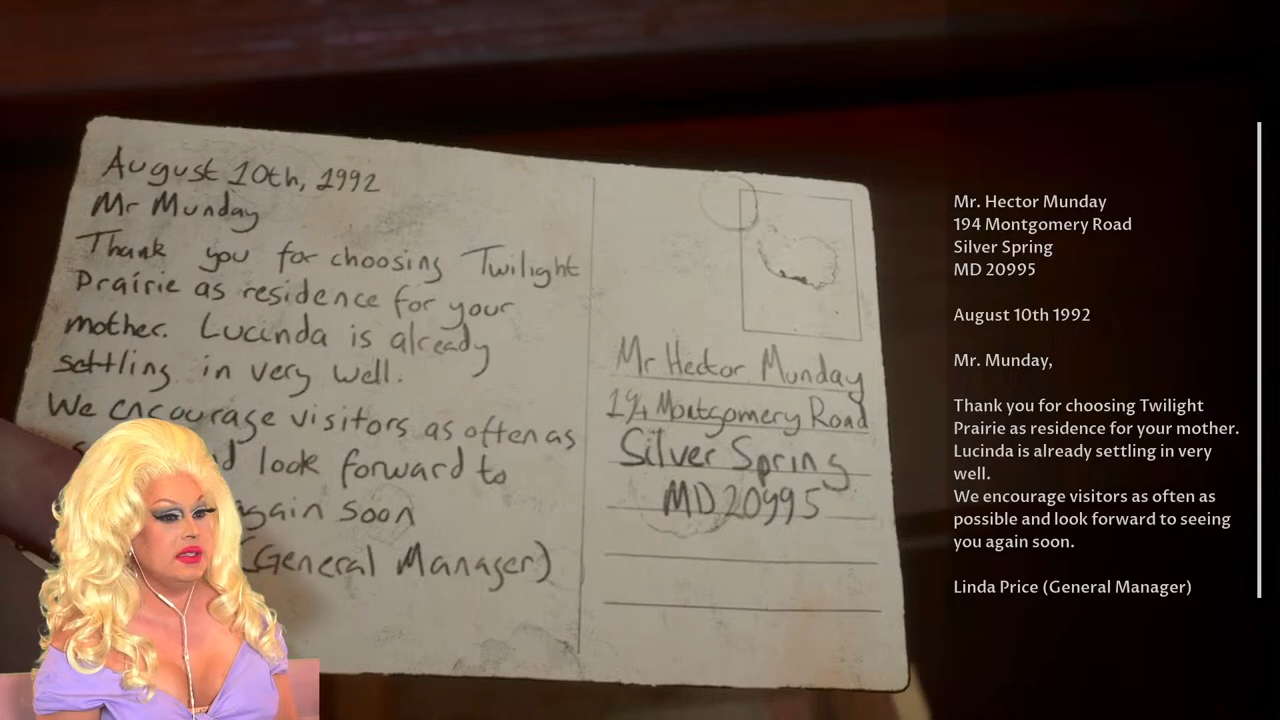 August 10th, 1992
Mr Munday
Thank you for choosing Twilight
Prairie as residence for your
mother. Lucinda is already
settling in very well.
We encourage visitors as often as
look forward to
again soon
(General Manager)
Mr Hector Munday
194 Montgomery Road
Silver Spring
MD 20995
Mr. Hector Munday
194 Montgomery Road
Silver Spring
MD 20995
August 10th 1992
Mr. Munday,
Thank you for choosing Twilight
Prairie as residence for your mother.
Lucinda is already settling in very
well.
We encourage visitors as often as
possible and look forward to seeing
you again soon.
Linda Price (General Manager)